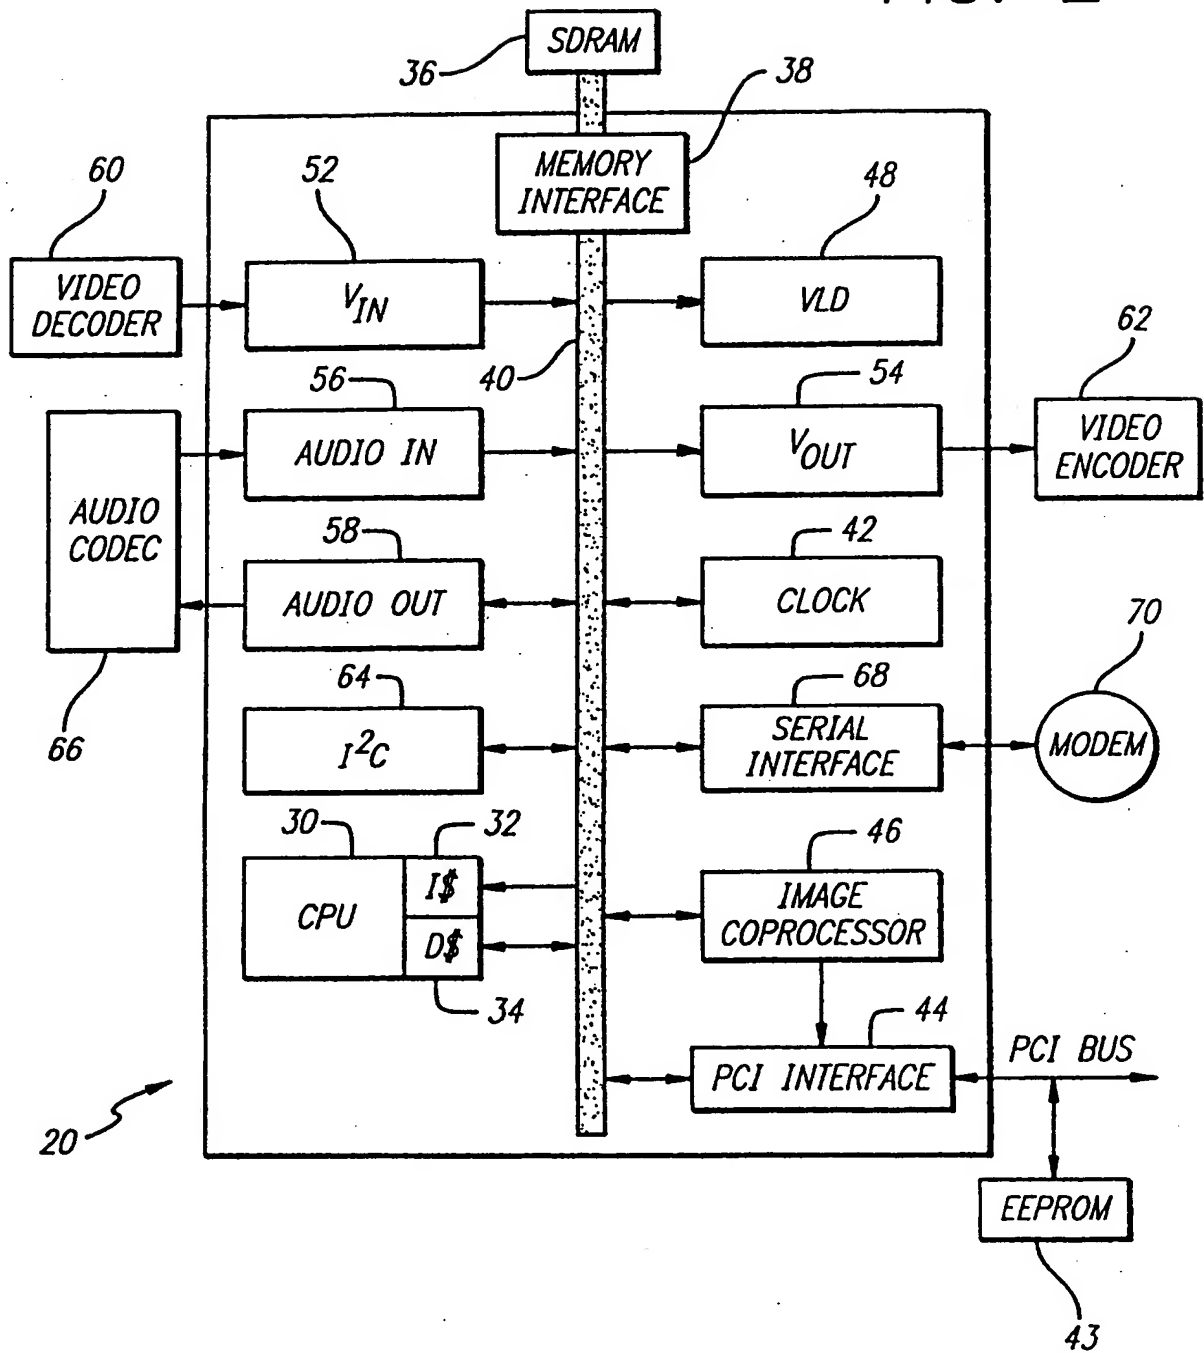 SDRAM
36
38
MEMORY
INTERFACE
60
52
48
VIDEO
DECODER
VIN
VLD
40
62
56
54
AUDIO IN
VOUT
VIDEO
ENCODER
AUDIO
CODEC
58
42
AUDIO OUT
CLOCK
70
64
68
66
I²C
SERIAL
INTERFACE
MODEM
30
32
46
CPU
I$
D$
IMAGE
COPROCESSOR
34
44
PCI INTERFACE
PCI BUS
20
EEPROM
43